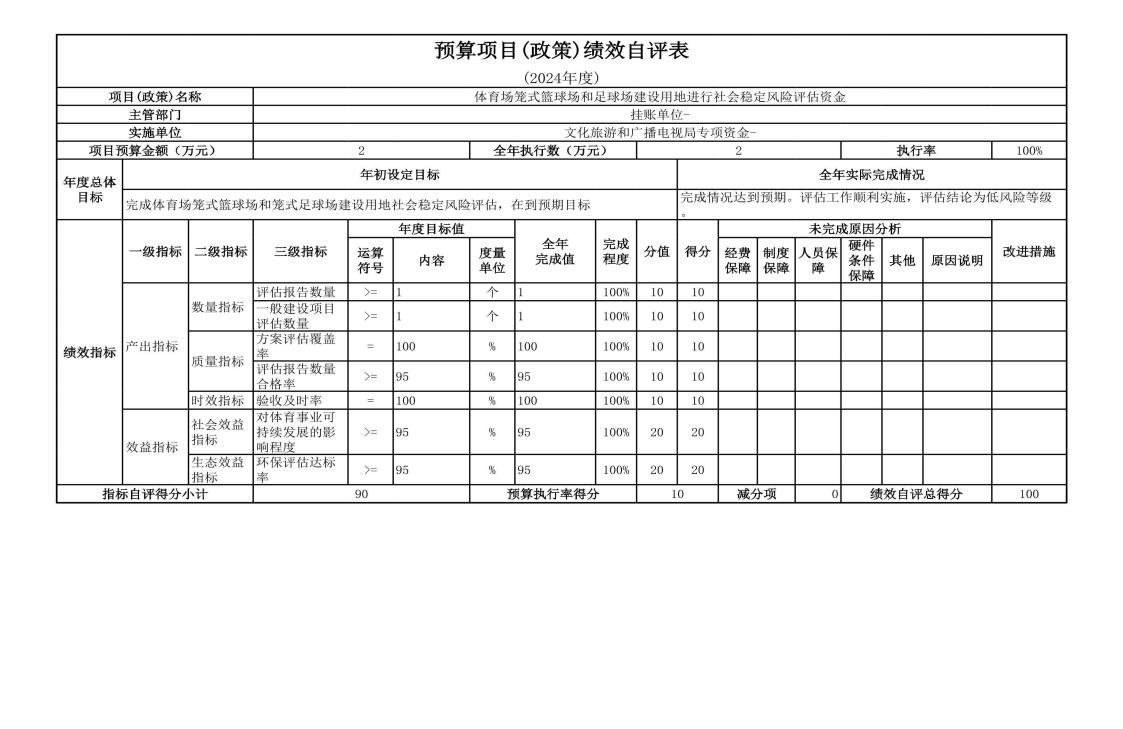 预算项目(政策)绩效自评表
(2024年度)
项目(政策)名称 体育场笼式篮球场和足球场建设用地进行社会稳定风险评估资金
主管部门 挂账单位-
实施单位 文化旅游和广播电视局专项资金-
项目预算金额（万元） 2 全年执行数（万元） 2 执行率 100%
年度总体
目标
年初设定目标 全年实际完成情况
完成体育场笼式篮球场和笼式足球场建设用地社会稳定风险评估，在到预期目标
完成情况达到预期。评估工作顺利实施，评估结论为低风险等级
。
绩效指标
一级指标 二级指标 三级指标
年度目标值
运算
符号
内容
度量
单位
全年
完成值
完成
程度
分值 得分
未完成原因分析
经费
保障
制度
保障
人员保
障
硬件
条件
保障
其他 原因说明
改进措施
产出指标
数量指标
评估报告数量 >= 1 个 1 100% 10 10
一般建设项目
评估数量
>= 1 个 1 100% 10 10
质量指标
方案评估覆盖
率
= 100 % 100 100% 10 10
评估报告数量
合格率
>= 95 % 95 100% 10 10
时效指标 验收及时率 = 100 % 100 100% 10 10
效益指标
社会效益
指标
对体育事业可
持续发展的影
响程度
>= 95 % 95 100% 20 20
生态效益
指标
环保评估达标
率
>= 95 % 95 100% 20 20
指标自评得分小计 90 预算执行率得分 10 减分项 0 绩效自评总得分 100